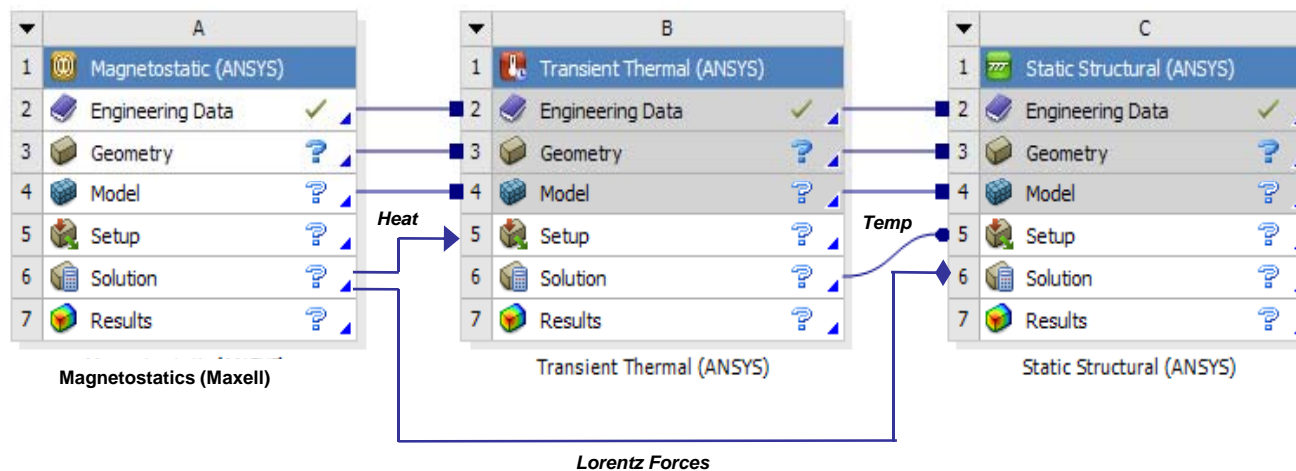 A
1 Magnetostatic (ANSYS)
2 Engineering Data
3 Geometry ?
4 Model ?
5 Setup ?
6 Solution ?
7 Results ?
Magnetostatics (Maxell)
Heat
B
1 Transient Thermal (ANSYS)
2 Engineering Data
3 Geometry ?
4 Model ?
5 Setup ?
6 Solution ?
7 Results ?
Transient Thermal (ANSYS)
Temp
C
1 Static Structural (ANSYS)
2 Engineering Data
3 Geometry ?
4 Model ?
5 Setup ?
6 Solution ?
7 Results ?
Static Structural (ANSYS)
Lorentz Forces